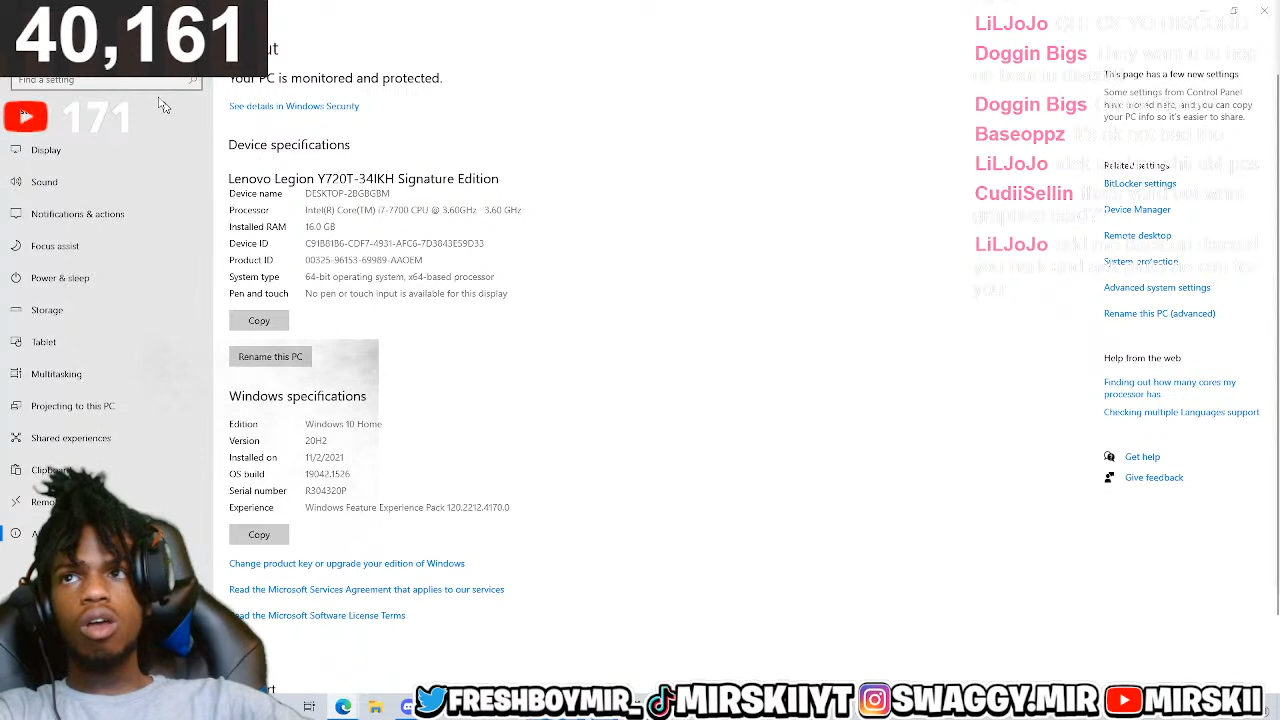 40,161
171
Find a setting
Display
Sound
Notifications & actions
Focus assist
Power & sleep
Storage
Tablet
Multitasking
Projecting to this PC
Shared experiences
Your PC is monitored and protected.
See details in Windows Security
Device specifications
Lenovo Legion Signature Edition
Device name DESKTOP-2BGBGBM
Processor Intel(R) Core(TM) i7-7700 CPU @ 3.60GHz 3.60 GHz
Installed RAM 16.0 GB
Device ID
Product ID 00325-96153-69989-AAOEM
System type 64-bit operating system, x64-based processor
Pen and touch No pen or touch input is available for this display
Copy
Rename this PC
Windows specifications
Edition Windows 10 Home
Version 20H2
Installed on 11/2/2021
OS build 19042.1526
Serial number R304320P
Experience Windows Feature Experience Pack 120.2212.4170.0
Copy
Change product key or upgrade your edition of Windows
Read the Microsoft Services Agreement that applies to our services
Read the Microsoft Software License Terms
LiLJoJo YO DISCORD
Doggin Bigs
Doggin Bigs
Baseoppz
LiLJoJo
CudiiSellin
LiLJoJo
you
This page has a few new settings
Some settings from Control Panel
have moved here, and you can copy
your PC info so it's easier to share.
Related settings
BitLocker settings
Device Manager
Remote desktop
System protection
Advanced system settings
Rename this PC (advanced)
Help from the web
Finding out how many cores my
processor has
Checking multiple Languages support
Get help
Give feedback
FRESHBOYMIR_ MIRSKIIYT SWAGGY.MIR MIRSKII